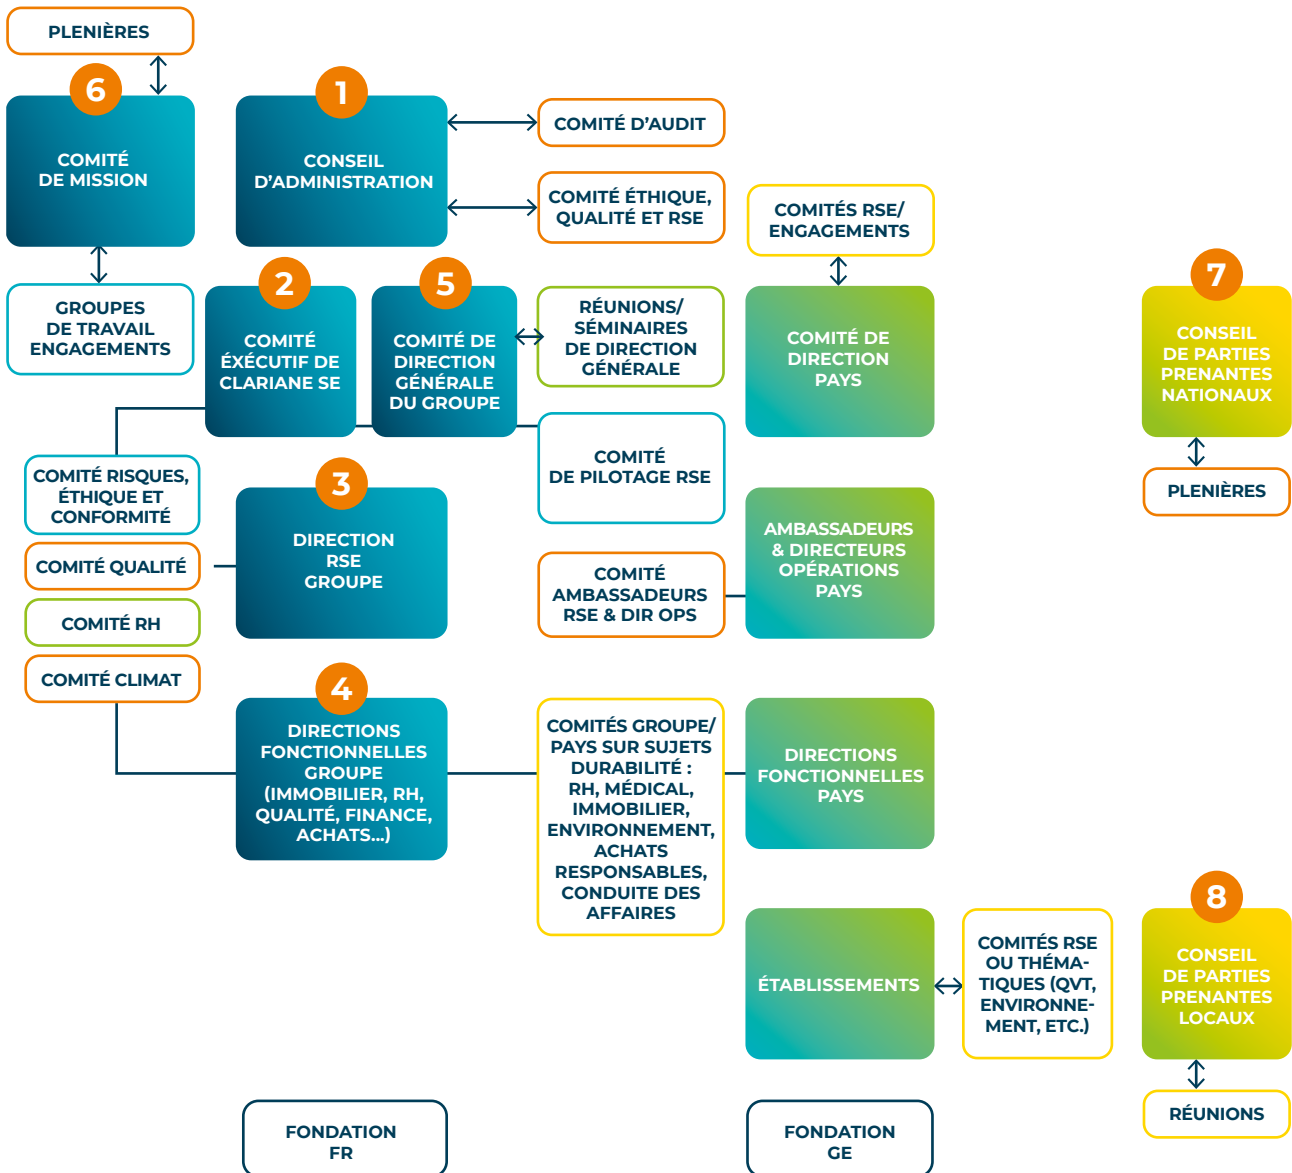 PLENIÈRES
6
COMITÉ
DE MISSION
GROUPES
DE TRAVAIL
ENGAGEMENTS
1
CONSEIL
D'ADMINISTRATION
COMITÉ D'AUDIT
COMITÉ ÉTHIQUE,
QUALITÉ ET RSE
2
COMITÉ
ÉXÉCUTIF DE
CLARIANE SE
5
COMITÉ DE
DIRECTION
GÉNÉRALE
DU GROUPE
RÉUNIONS/
SÉMINAIRES
DE DIRECTION
GÉNÉRALE
COMITÉS RSE/
ENGAGEMENTS
COMITÉ DE
DIRECTION
PAYS
7
CONSEIL
DE PARTIES
PRENANTES
NATIONAUX
PLENIÈRES
COMITÉ RISQUES,
ÉTHIQUE ET
CONFORMITÉ
COMITÉ QUALITÉ
COMITÉ RH
COMITÉ CLIMAT
3
DIRECTION
RSE
GROUPE
COMITÉ
DE PILOTAGE RSE
COMITÉ
AMBASSADEURS
RSE & DIR OPS
AMBASSADEURS
& DIRECTEURS
OPÉRATIONS
PAYS
4
DIRECTIONS
FONCTIONNELLES
GROUPE
(IMMOBILIER, RH,
QUALITÉ, FINANCE,
ACHATS...)
COMITÉS GROUPE/
PAYS SUR SUJETS
DURABILITÉ :
RH, MÉDICAL,
IMMOBILIER,
ENVIRONNEMENT,
ACHATS
RESPONSABLES,
CONDUITE DES
AFFAIRES
DIRECTIONS
FONCTIONNELLES
PAYS
ÉTABLISSEMENTS
COMITÉS RSE
OU THÉMA-
TIQUES (QVT,
ENVIRONNE-
MENT, ETC.)
8
CONSEIL
DE PARTIES
PRENANTES
LOCAUX
RÉUNIONS
FONDATION
FR
FONDATION
GE